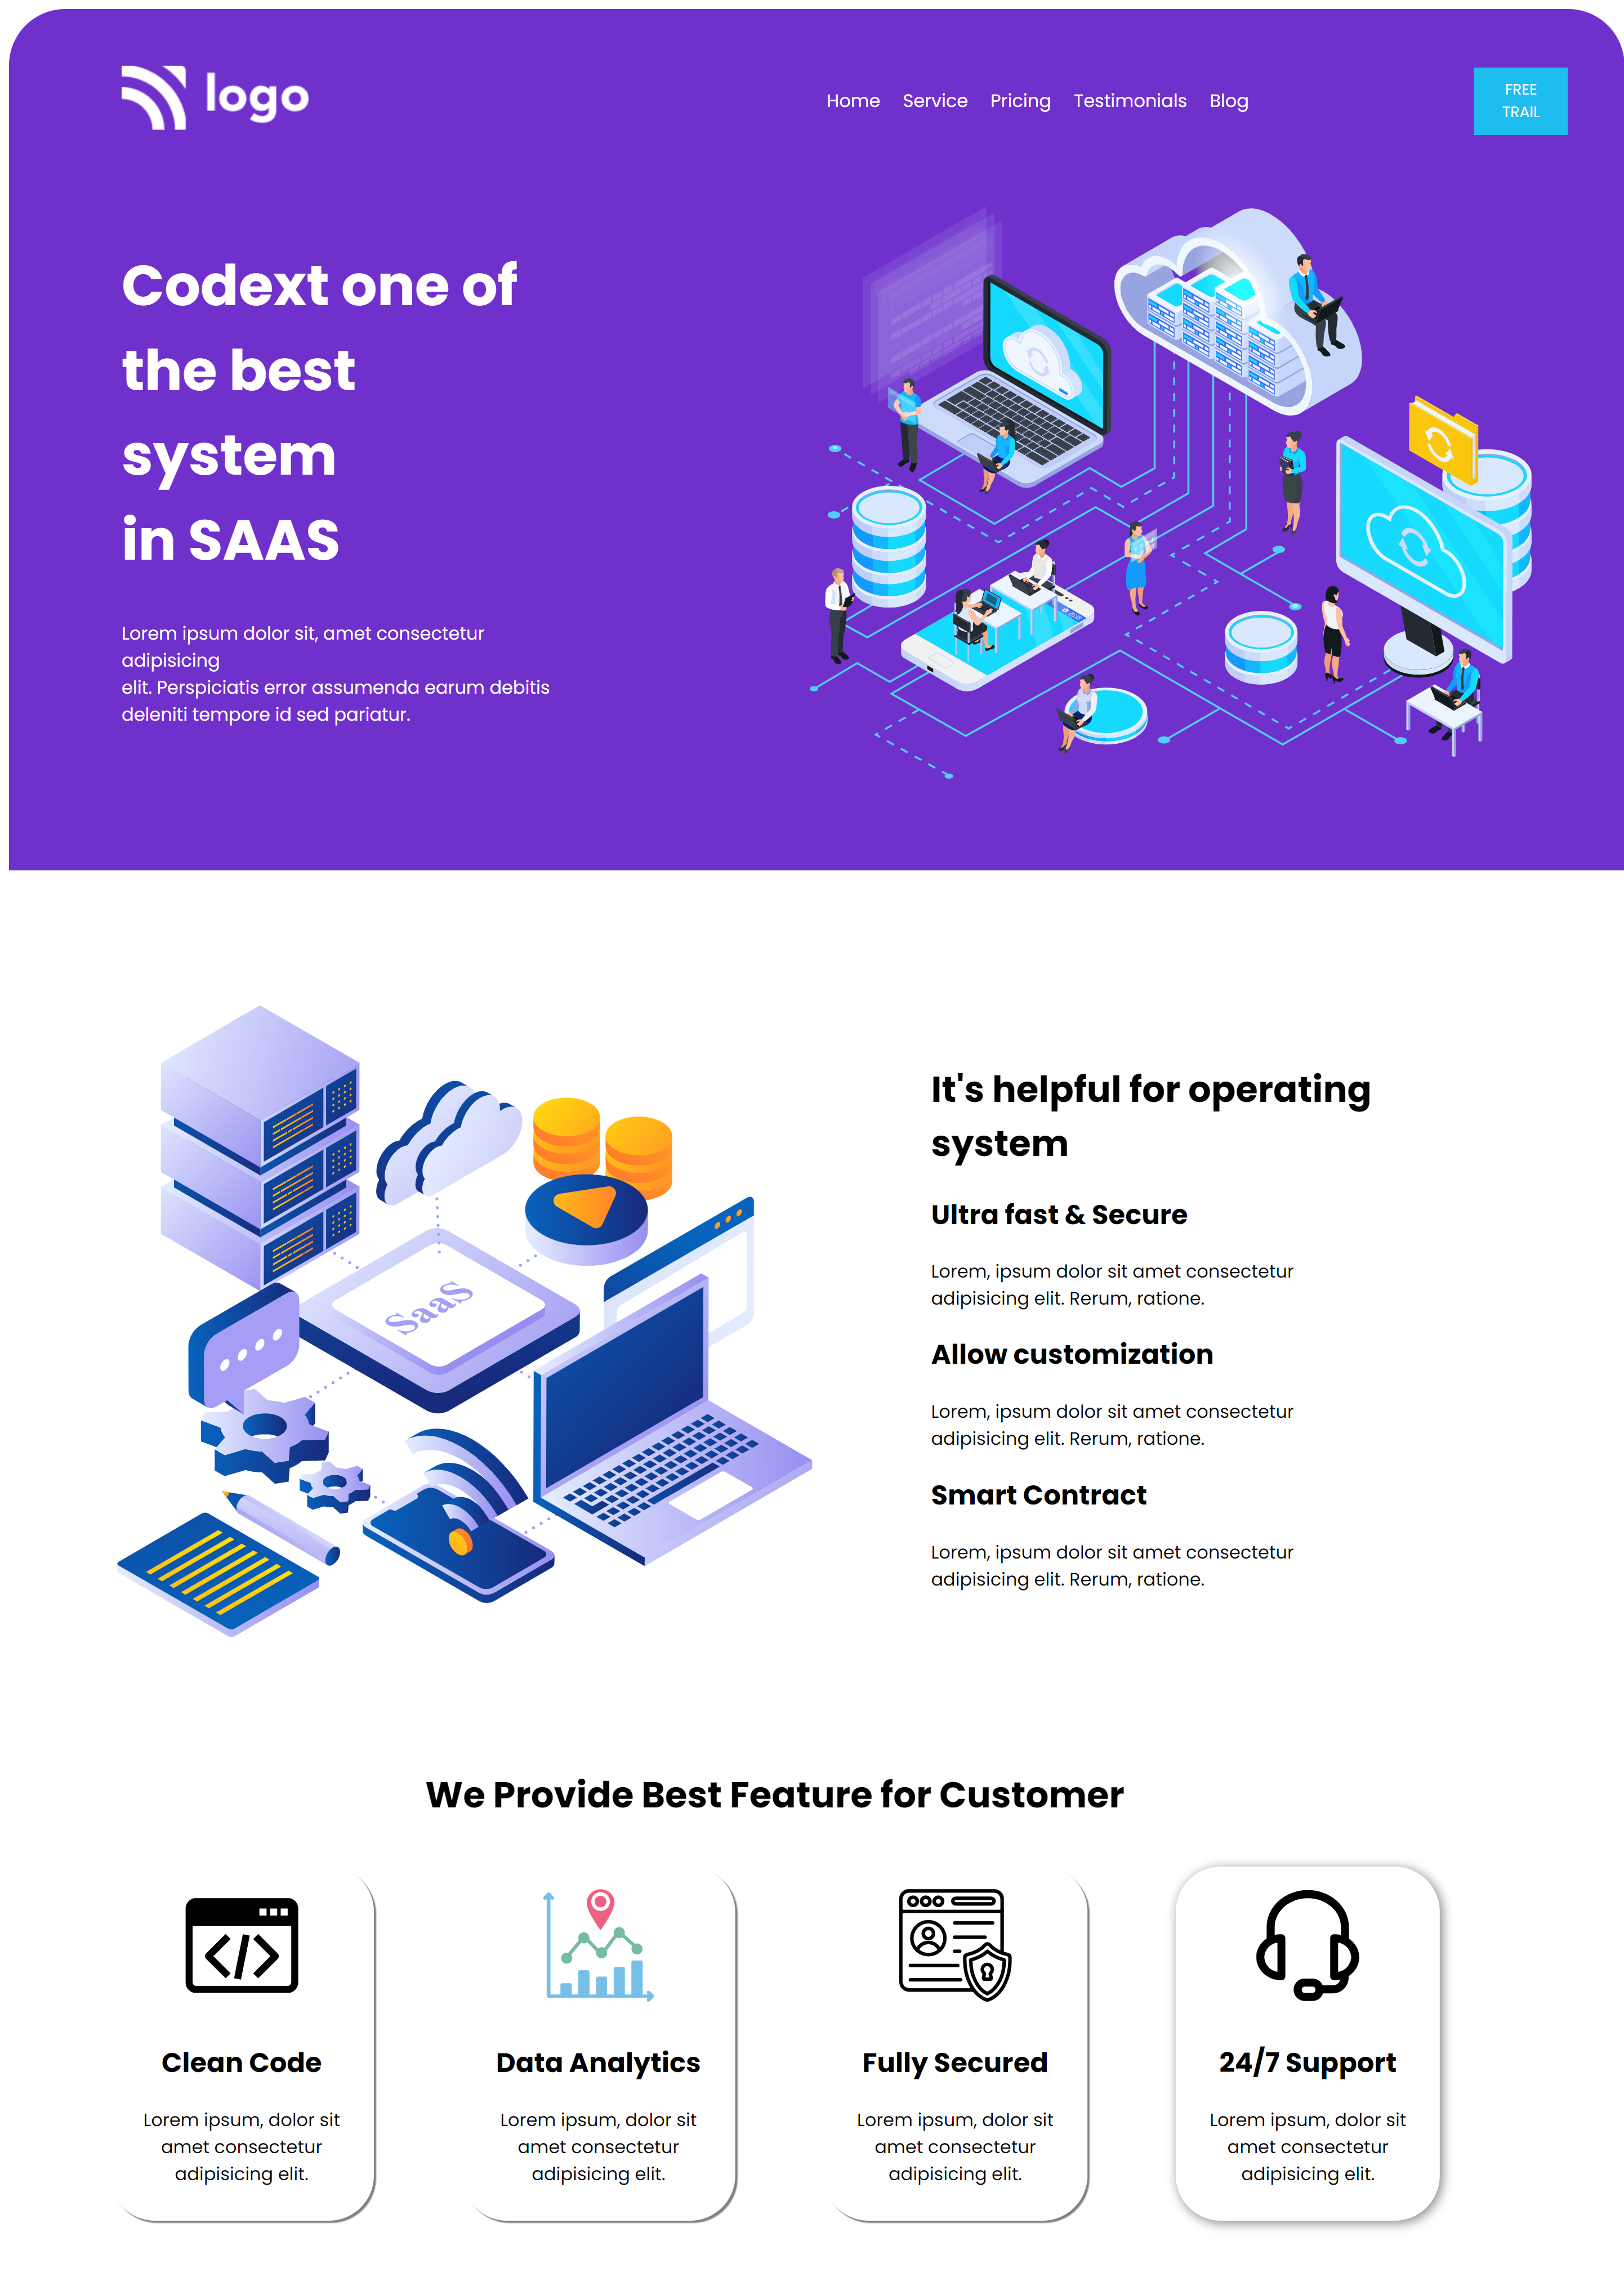 logo
Home Service Pricing Testimonials Blog
FREE
TRAIL
Codext one of
the best
system
in SAAS
Lorem ipsum dolor sit, amet consectetur
adipisicing
elit. Perspiciatis error assumenda earum debitis
deleniti tempore id sed pariatur.
SaaS
It's helpful for operating
system
Ultra fast & Secure
Lorem, ipsum dolor sit amet consectetur
adipisicing elit. Rerum, ratione.
Allow customization
Lorem, ipsum dolor sit amet consectetur
adipisicing elit. Rerum, ratione.
Smart Contract
Lorem, ipsum dolor sit amet consectetur
adipisicing elit. Rerum, ratione.
We Provide Best Feature for Customer
Clean Code
Lorem ipsum, dolor sit
amet consectetur
adipisicing elit.
Data Analytics
Lorem ipsum, dolor sit
amet consectetur
adipisicing elit.
Fully Secured
Lorem ipsum, dolor sit
amet consectetur
adipisicing elit.
24/7 Support
Lorem ipsum, dolor sit
amet consectetur
adipisicing elit.